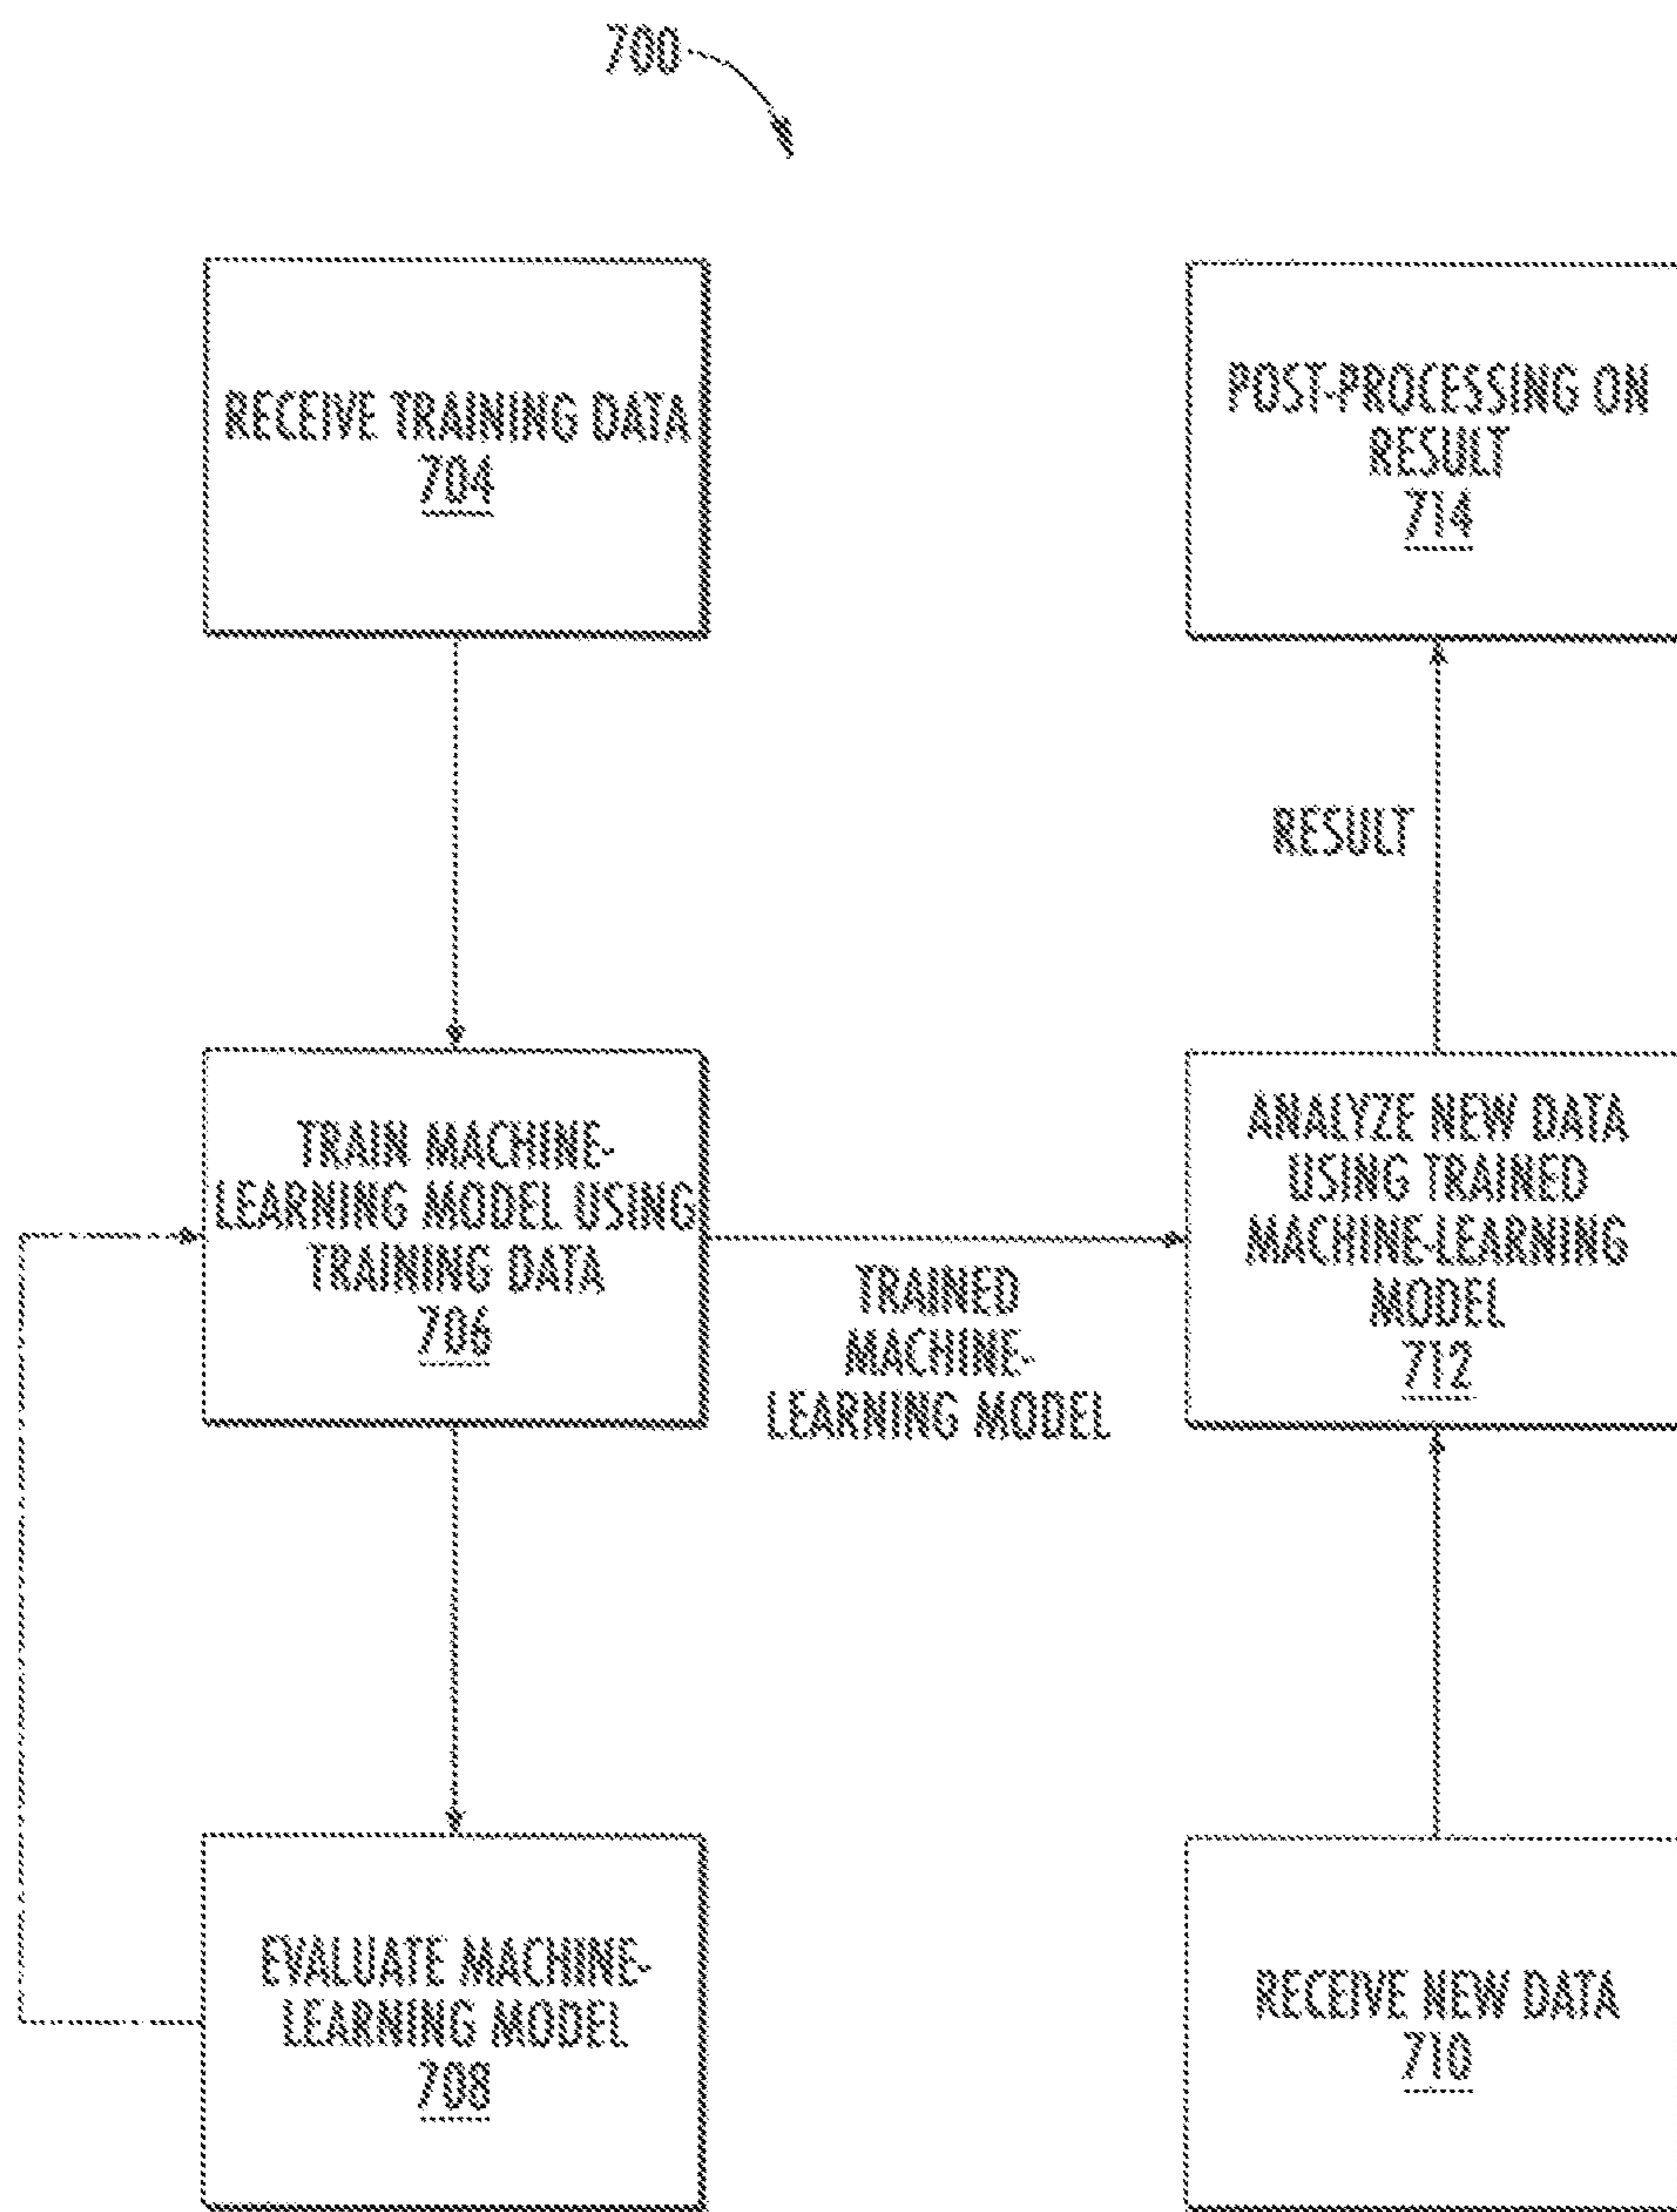 700
RECEIVE TRAINING DATA
704
TRAIN MACHINE-
LEARNING MODEL USING
TRAINING DATA
706
EVALUATE MACHINE-
LEARNING MODEL
708
TRAINED
MACHINE-
LEARNING MODEL
POST-PROCESSING ON
RESULT
714
RESULT
ANALYZE NEW DATA
USING TRAINED
MACHINE-LEARNING
MODEL
712
RECEIVE NEW DATA
710